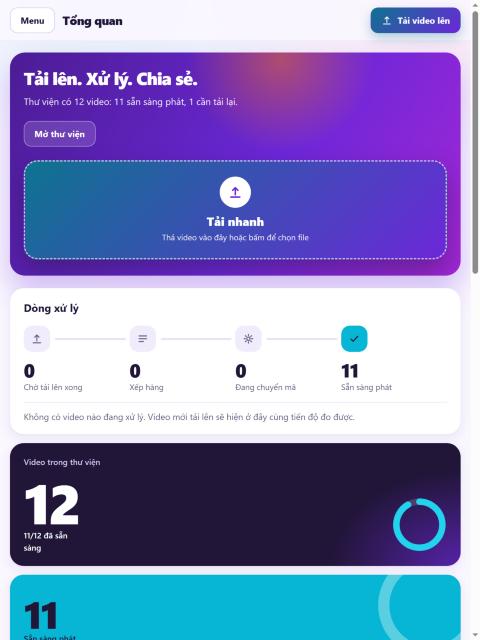 Menu
Tổng quan
Tải video lên
Tải lên. Xử lý. Chia sẻ.
Thư viện có 12 video: 11 sẵn sàng phát, 1 cần tải lại.
Mở thư viện
Tải nhanh
Thả video vào đây hoặc bấm để chọn file
Dòng xử lý
0
Chờ tải lên xong
0
Xếp hàng
0
Đang chuyển mã
11
Sẵn sàng phát
Không có video nào đang xử lý. Video mới tải lên sẽ hiện ở đây cùng tiến độ đo được.
Video trong thư viện
12
11/12 đã sẵn
sàng
11
Sẵn sàng phát